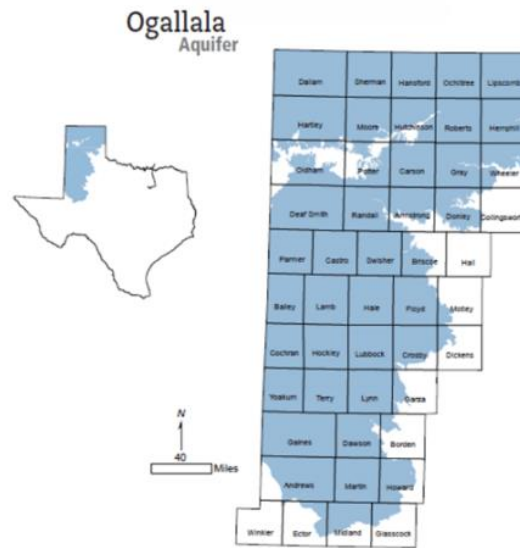 Ogallala
Aquifer
Dallam Sherman Hansford Ochiltree Lipscomb
Hartley Moore Hutchinson Roberts Hemphill
Oldham Potter Carson Gray Wheeler
Deaf Smith Randall Armstrong Donley Collingswor
Parmer Castro Swisher Briscoe Hall
Bailey Lamb Hale Floyd Motley
Cochran Hockley Lubbock Crosby Dickens
Yoakum Terry Lynn Garza
N
40
Miles
Gaines Dawson Borden
Andrews Martin Howard
Winkler Ector Midland Glasscock